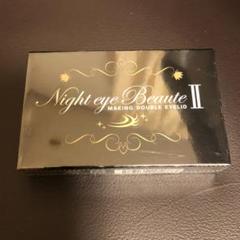 Night eye Beaute II
MAKING DOUBLE EYELID